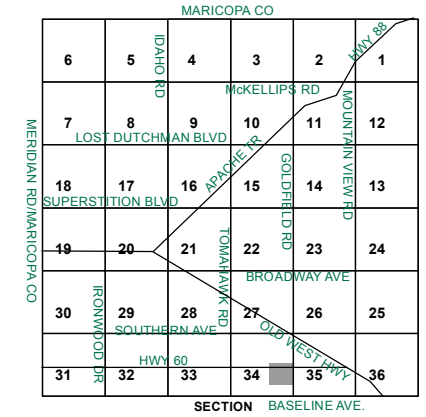 MARICOPA CO
6 5 4 3 2 1
IDAHO RD
HWY 88
McKELLIPS RD
7 8 9 10 11 12
LOST DUTCHMAN BLVD
MERIDIAN RD/MARICOPA CO
APACHE TR
GOLDFIELD RD
MOUNTAIN VIEW RD
18 17 16 15 14 13
SUPERSTITION BLVD
19 20 21 22 23 24
TOMAHAWK RD
BROADWAY AVE
IRONWOOD DR
30 29 28 27 26 25
SOUTHERN AVE
OLD WEST HWY
HWY 60
31 32 33 34 35 36
SECTION BASELINE AVE.